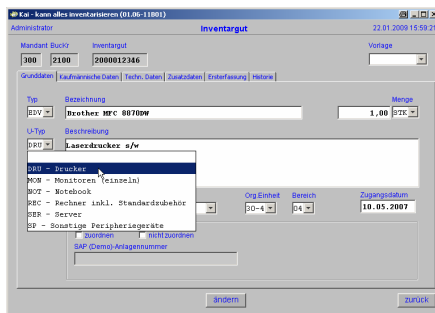 Kai - kann alles inventarisieren (01.06-11B01)
Administrator Inventargut 22.01.2009 15:59:21
Mandant BuckKr Inventargut Vorlage
300 2100 2000012346
Grunddaten Kaufmännische Daten Techn. Daten Zusatzdaten Ersterfassung Historie
Typ Bezeichnung Menge
EDV Brother MFC 8870DW 1,00 STK
U-Typ Beschreibung
DRU Laserdrucker s/w
DRU - Drucker
MON - Monitoren (einzeln)
NOT - Notebook
REC - Rechner inkl. Standardzubehör
SER - Server
SP - Sonstige Peripheriegeräte
Org.Einheit Bereich Zugangsdatum
30-4 04 10.05.2007
zuordnen nicht zuordnen
SAP (Demo)-Anlagennummer
ändern zurück